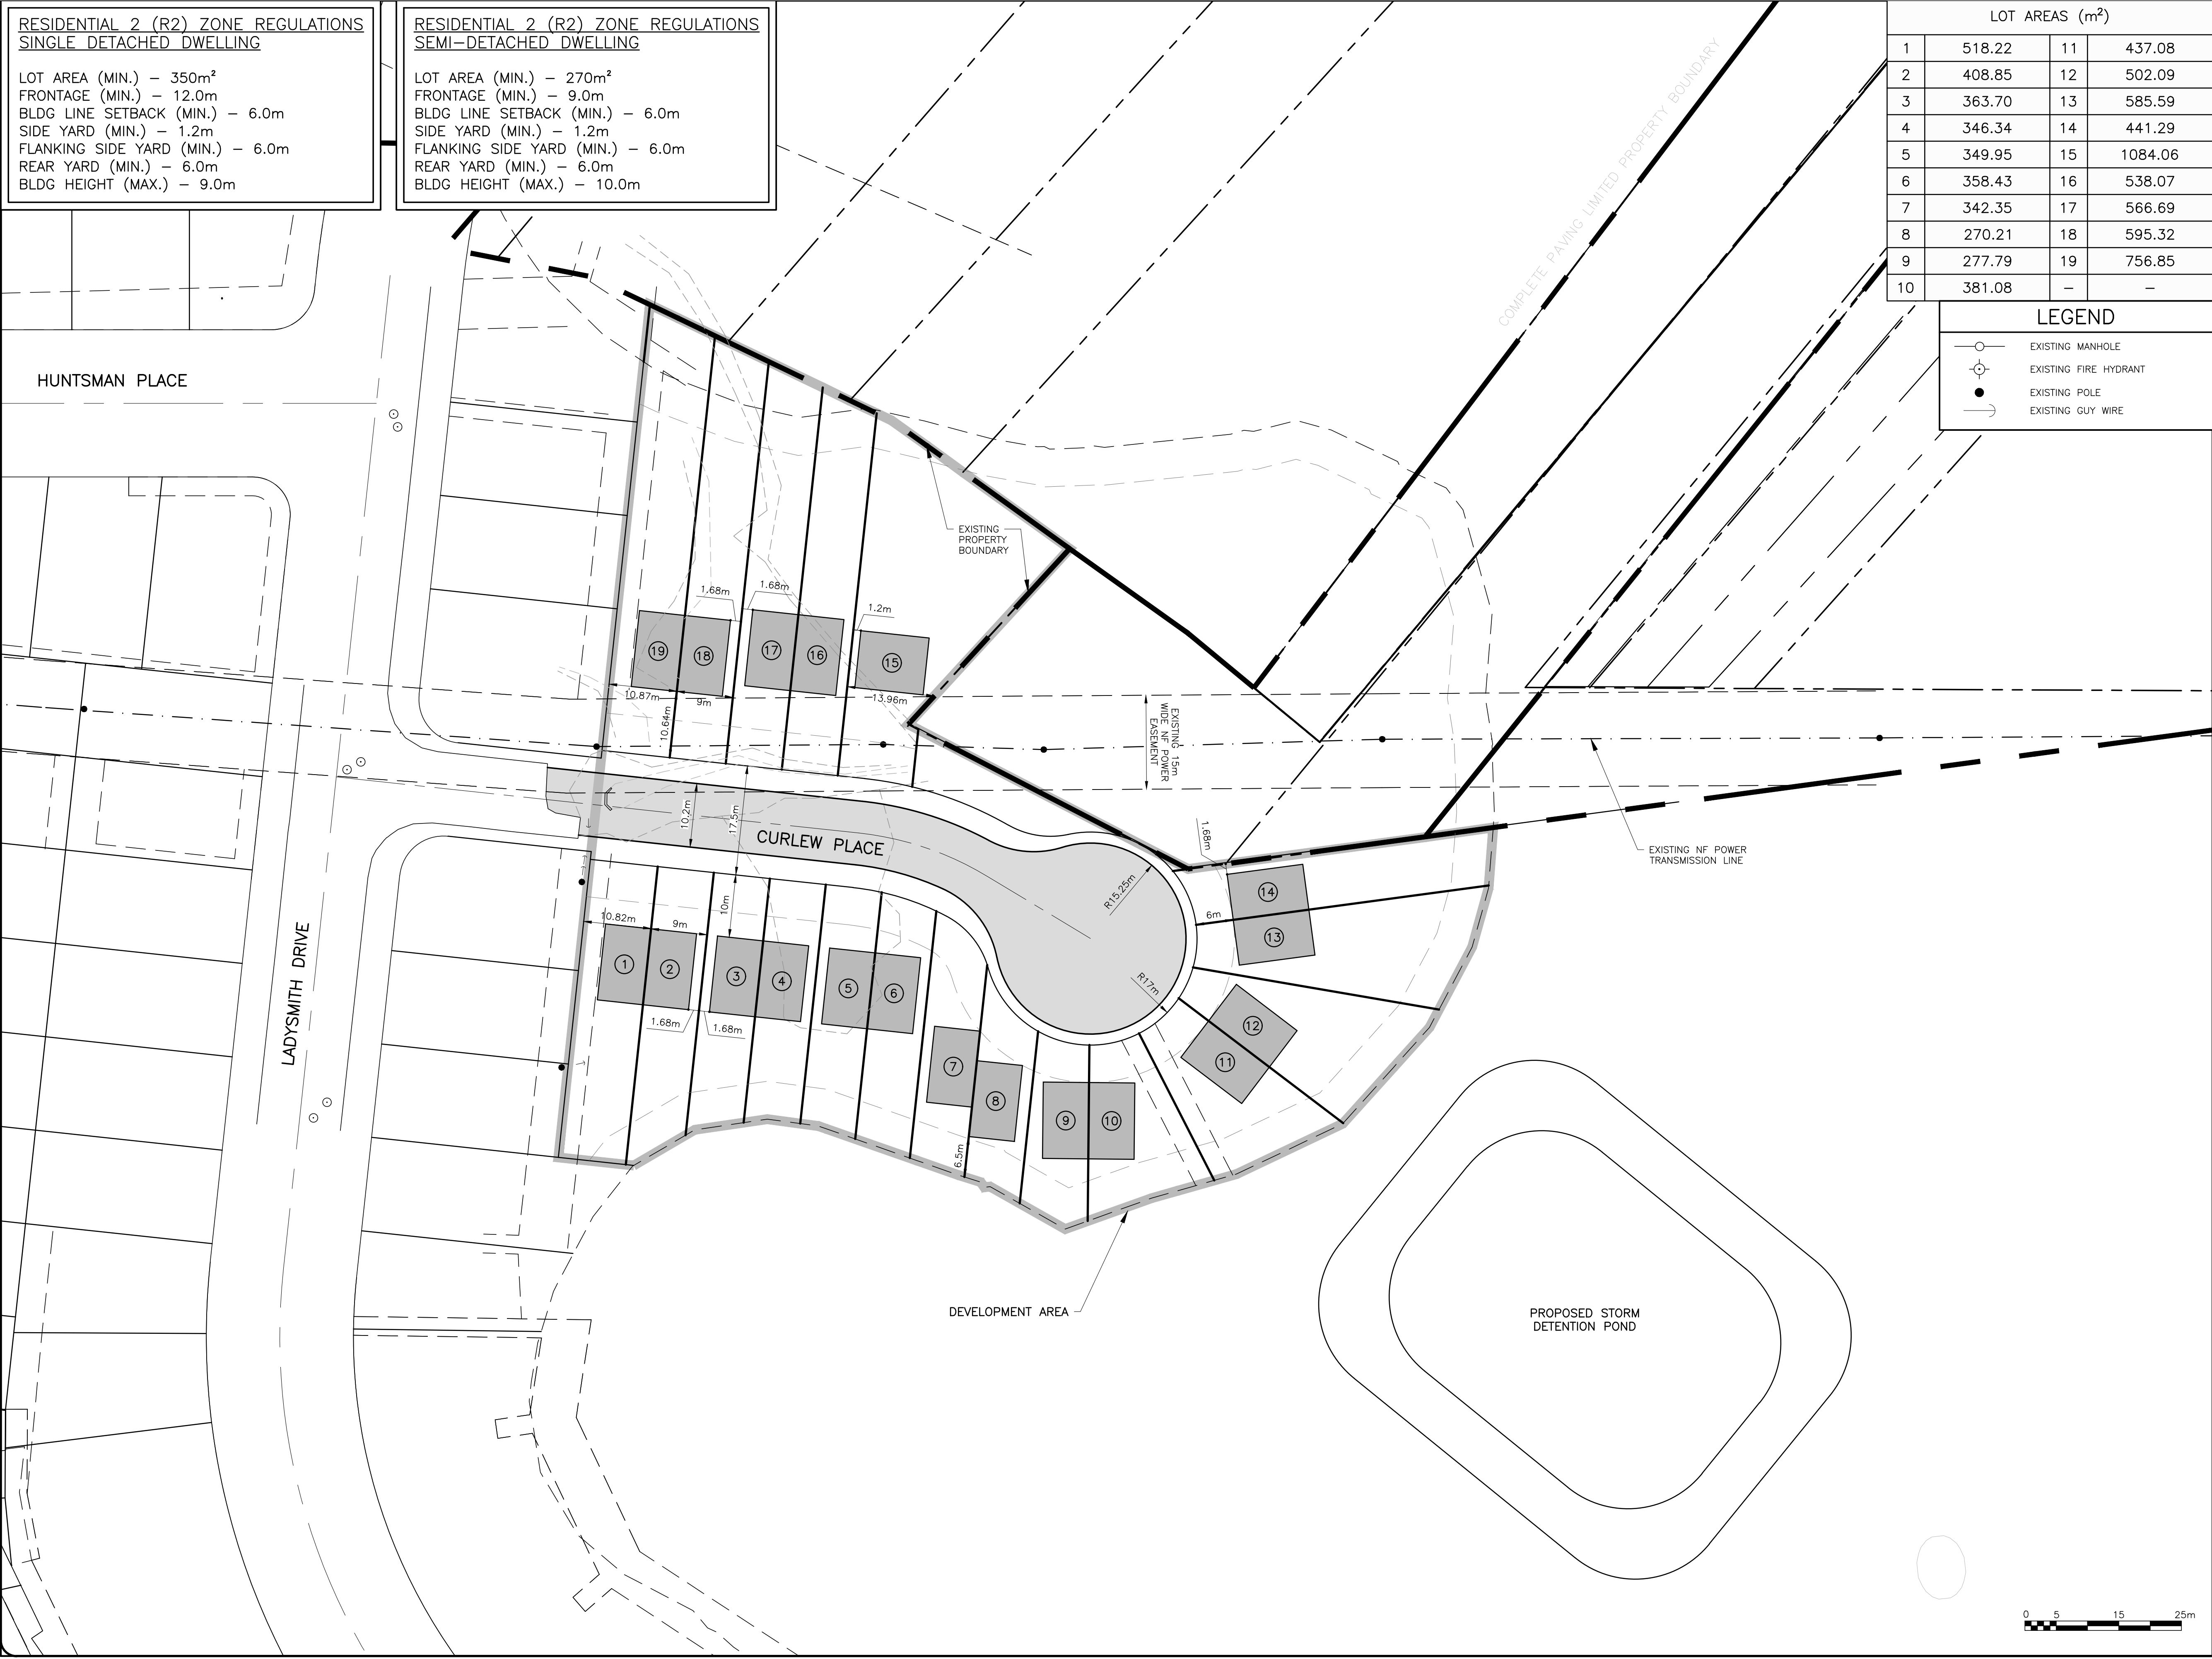 RESIDENTIAL 2 (R2) ZONE REGULATIONS
SINGLE DETACHED DWELLING
LOT AREA (MIN.) – 350m²
FRONTAGE (MIN.) – 12.0m
BLDG LINE SETBACK (MIN.) – 6.0m
SIDE YARD (MIN.) – 1.2m
FLANKING SIDE YARD (MIN.) – 6.0m
REAR YARD (MIN.) – 6.0m
BLDG HEIGHT (MAX.) – 9.0m
RESIDENTIAL 2 (R2) ZONE REGULATIONS
SEMI–DETACHED DWELLING
LOT AREA (MIN.) – 270m²
FRONTAGE (MIN.) – 9.0m
BLDG LINE SETBACK (MIN.) – 6.0m
SIDE YARD (MIN.) – 1.2m
FLANKING SIDE YARD (MIN.) – 6.0m
REAR YARD (MIN.) – 6.0m
BLDG HEIGHT (MAX.) – 10.0m
LOT AREAS (m²)
1 518.22 11 437.08
2 408.85 12 502.09
3 363.70 13 585.59
4 346.34 14 441.29
5 349.95 15 1084.06
6 358.43 16 538.07
7 342.35 17 566.69
8 270.21 18 595.32
9 277.79 19 756.85
10 381.08 – –
LEGEND
EXISTING MANHOLE
EXISTING FIRE HYDRANT
EXISTING POLE
EXISTING GUY WIRE
COMPLETE PAVING LIMITED PROPERTY BOUNDARY
HUNTSMAN PLACE
EXISTING
PROPERTY
BOUNDARY
1.68m
1.68m
1.2m
19
18
17
16
15
10.87m
9m
13.96m
10.64m
EXISTING 15m
WIDE NF POWER
EASEMENT
10.2m
17.5m
CURLEW PLACE
R15.25m
1.68m
EXISTING NF POWER
TRANSMISSION LINE
14
6m
13
10.82m
9m
10m
LADYSMITH DRIVE
1
2
3
4
5
6
R17m
1.68m
1.68m
12
11
7
8
9
10
6.5m
DEVELOPMENT AREA
PROPOSED STORM
DETENTION POND
0 5 15 25m